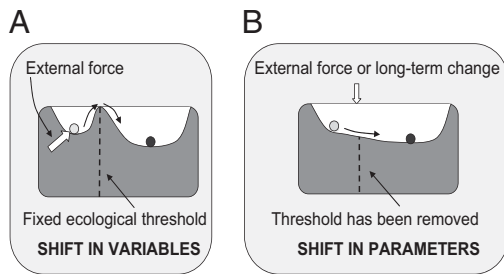 A
External force
Fixed ecological threshold
SHIFT IN VARIABLES
B
External force or long-term change
Threshold has been removed
SHIFT IN PARAMETERS